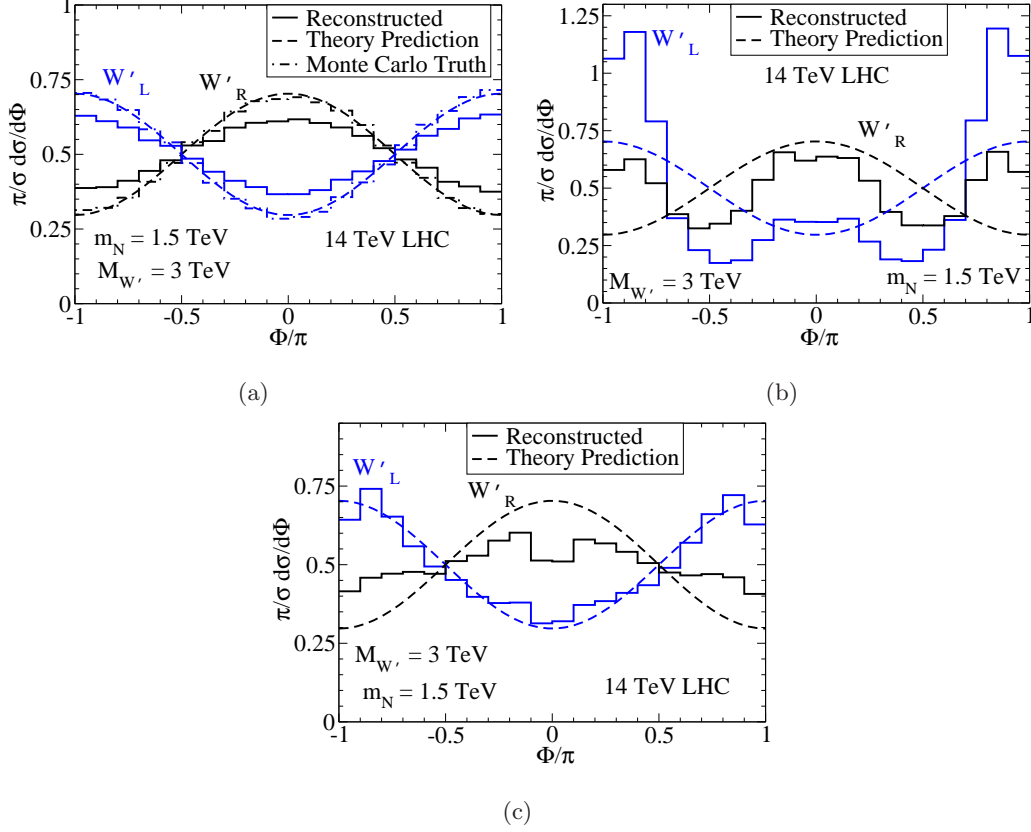 Reconstructed
Theory Prediction
Monte Carlo Truth
W'L
W'R
mN = 1.5 TeV
MW' = 3 TeV
14 TeV LHC
π/σ dσ/dΦ
0
0.25
0.5
0.75
1
-1
-0.5
0
0.5
1
Φ/π
(a)
Reconstructed
Theory Prediction
W'L
14 TeV LHC
W'R
MW' = 3 TeV
mN = 1.5 TeV
π/σ dσ/dΦ
0
0.25
0.5
0.75
1
1.25
-1
-0.5
0
0.5
1
Φ/π
(b)
Reconstructed
Theory Prediction
W'L
W'R
MW' = 3 TeV
mN = 1.5 TeV
14 TeV LHC
π/σ dσ/dΦ
0
0.25
0.5
0.75
-1
-0.5
0
0.5
1
Φ/π
(c)